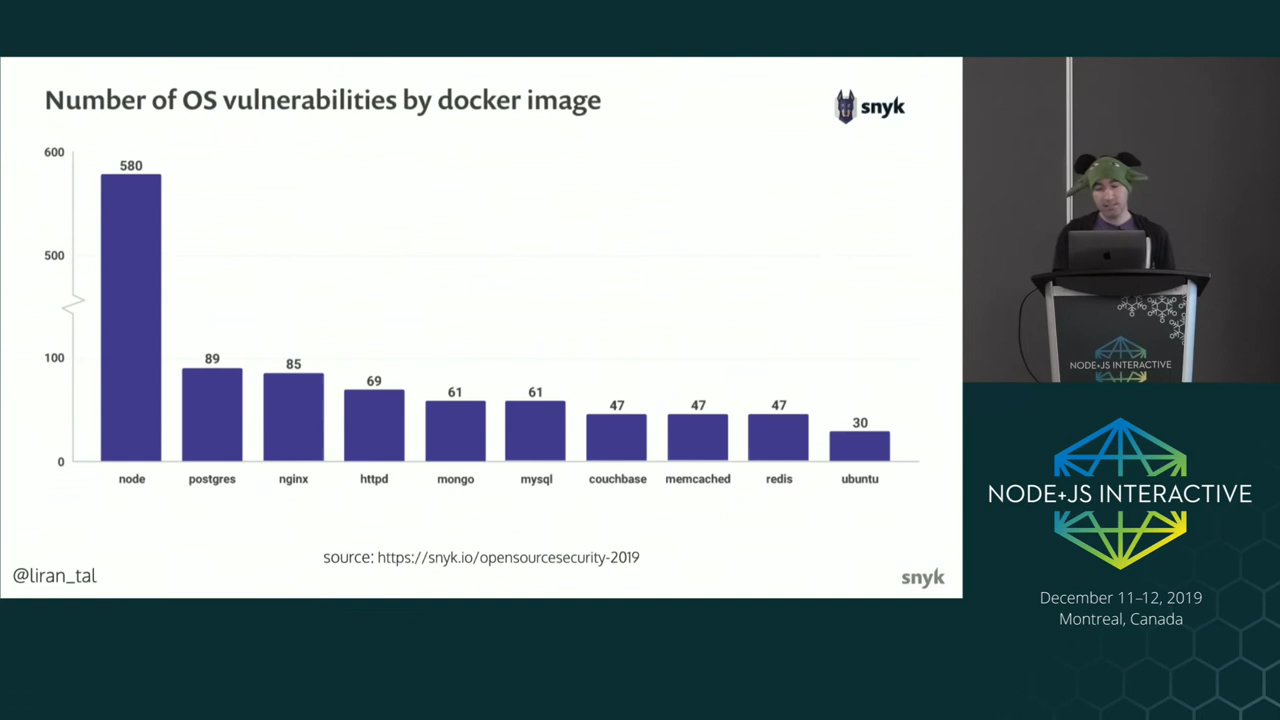 Number of OS vulnerabilities by docker image
snyk
600
500
100
0
580
89
85
69
61
61
47
47
47
30
node
postgres
nginx
httpd
mongo
mysql
couchbase
memcached
redis
ubuntu
source: https://snyk.io/opensourcesecurity-2019
@liran_tal
snyk
NODE+JS INTERACTIVE
NODE+JS INTERACTIVE
December 11–12, 2019
Montreal, Canada